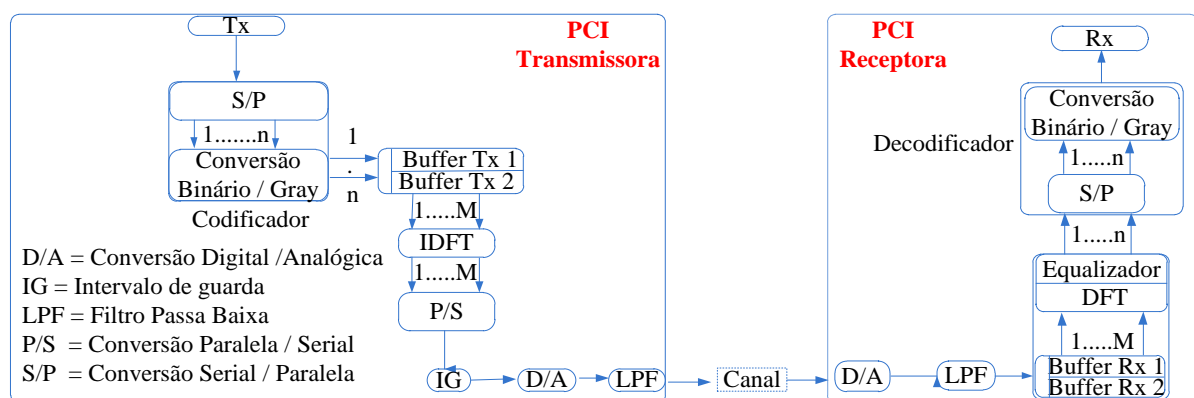 Tx
PCI
Transmissora
S/P
1.......n
Conversão
Binário / Gray
Codificador
1
.
n
Buffer Tx 1
Buffer Tx 2
1.....M
IDFT
1.....M
P/S
IG
D/A
LPF
D/A = Conversão Digital /Analógica
IG = Intervalo de guarda
LPF = Filtro Passa Baixa
P/S = Conversão Paralela / Serial
S/P = Conversão Serial / Paralela
Canal
PCI
Receptora
Rx
Conversão
Binário / Gray
Decodificador
1.....n
S/P
1.....n
Equalizador
DFT
1.....M
Buffer Rx 1
Buffer Rx 2
D/A
LPF